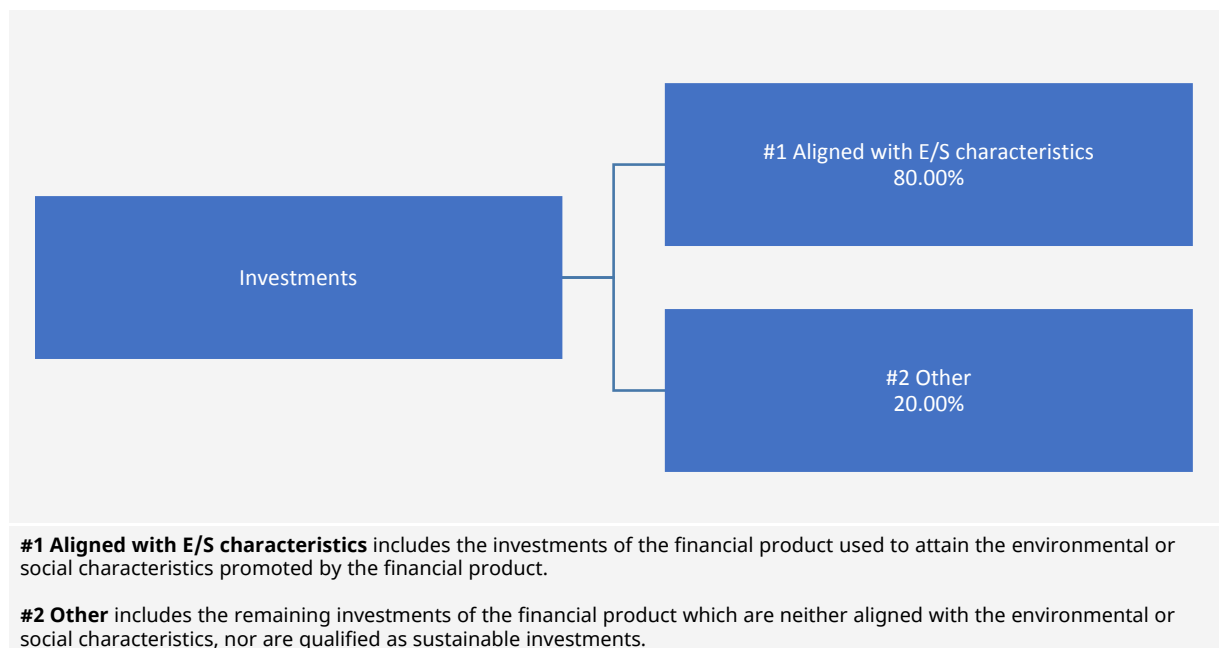 #1 Aligned with E/S characteristics
80.00%
Investments
#2 Other
20.00%
#1 Aligned with E/S characteristics includes the investments of the financial product used to attain the environmental or
social characteristics promoted by the financial product.
#2 Other includes the remaining investments of the financial product which are neither aligned with the environmental or
social characteristics, nor are qualified as sustainable investments.